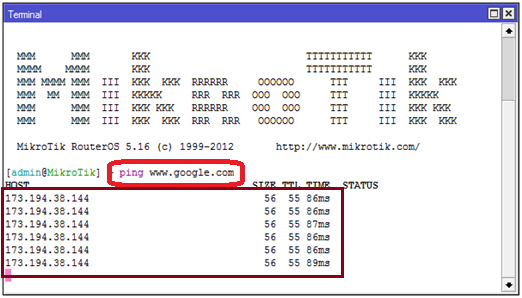 Terminal
MMM MMM KKK TTTTTTTTTTT KKK
MMMM MMMM KKK TTTTTTTTTTT KKK
MMM MMMM MMM III KKK KKK RRRRRR OOOOOO TTT III KKK KKK
MMM MM MMM III KKKKK RRR RRR OOO OOO TTT III KKKKK
MMM MMM III KKK KKK RRRRRR OOO OOO TTT III KKK KKK
MMM MMM III KKK KKK RRR RRR OOOOOO TTT III KKK KKK
MikroTik RouterOS 5.16 (c) 1999-2012 http://www.mikrotik.com/
[admin@MikroTik] > ping www.google.com
HOST SIZE TTL TIME STATUS
173.194.38.144 56 55 86ms
173.194.38.144 56 55 86ms
173.194.38.144 56 55 87ms
173.194.38.144 56 55 86ms
173.194.38.144 56 55 86ms
173.194.38.144 56 55 89ms